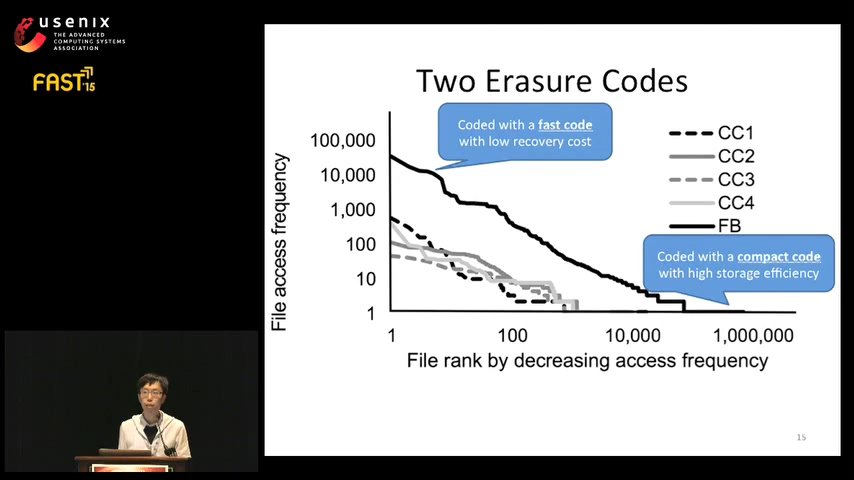 usenix
THE ADVANCED
COMPUTING SYSTEMS
ASSOCIATION
FAST'15
Two Erasure Codes
Coded with a fast code
with low recovery cost
CC1
CC2
CC3
CC4
FB
Coded with a compact code
with high storage efficiency
File access frequency
100,000
10,000
1,000
100
10
1
1
100
10,000
1,000,000
File rank by decreasing access frequency
15